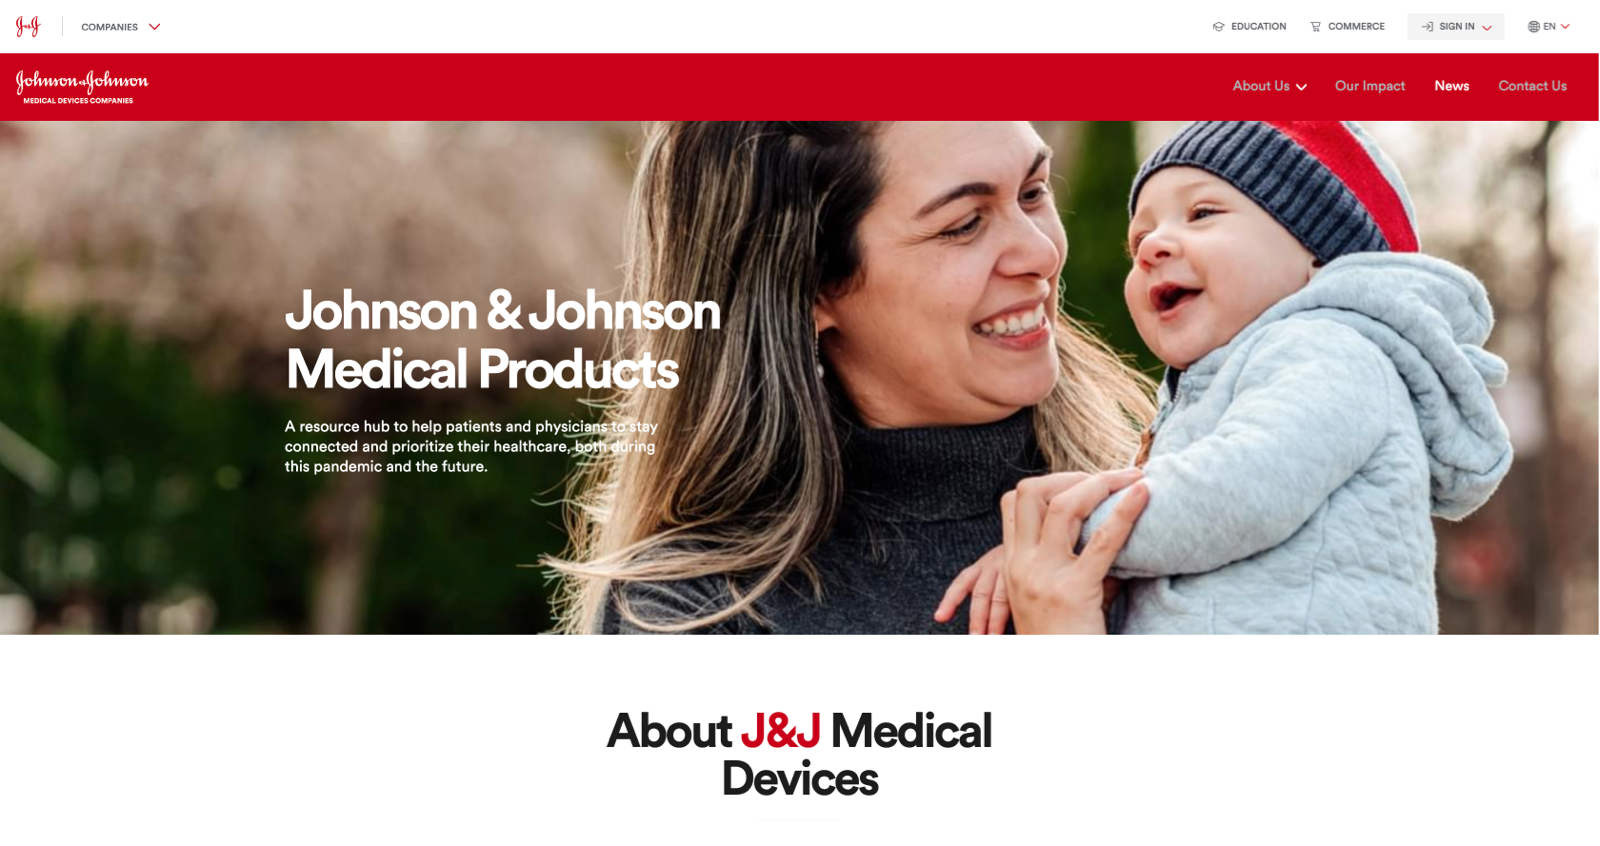 J&J
COMPANIES
EDUCATION
COMMERCE
SIGN IN
EN
Johnson & Johnson
MEDICAL DEVICES COMPANIES
About Us
Our Impact
News
Contact Us
Johnson & Johnson
Medical Products
A resource hub to help patients and physicians to stay
connected and prioritize their healthcare, both during
this pandemic and the future.
About J&J Medical
Devices